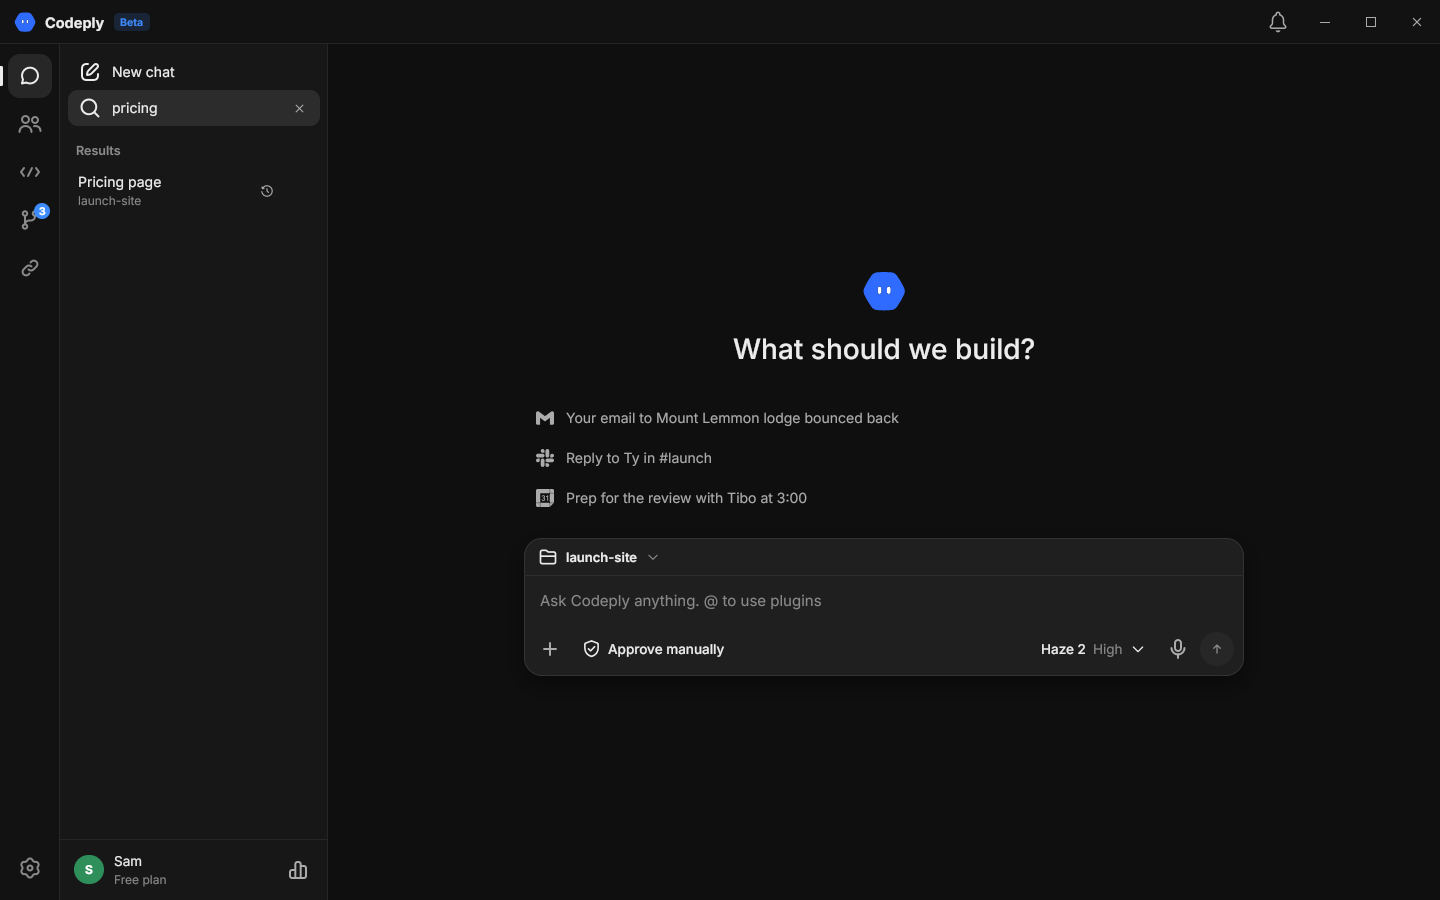 Codeply Beta
New chat
pricing
Results
Pricing page
launch-site
3
What should we build?
Your email to Mount Lemmon lodge bounced back
Reply to Ty in #launch
31 Prep for the review with Tibo at 3:00
launch-site
Ask Codeply anything. @ to use plugins
Approve manually
Haze 2 High
S
Sam
Free plan